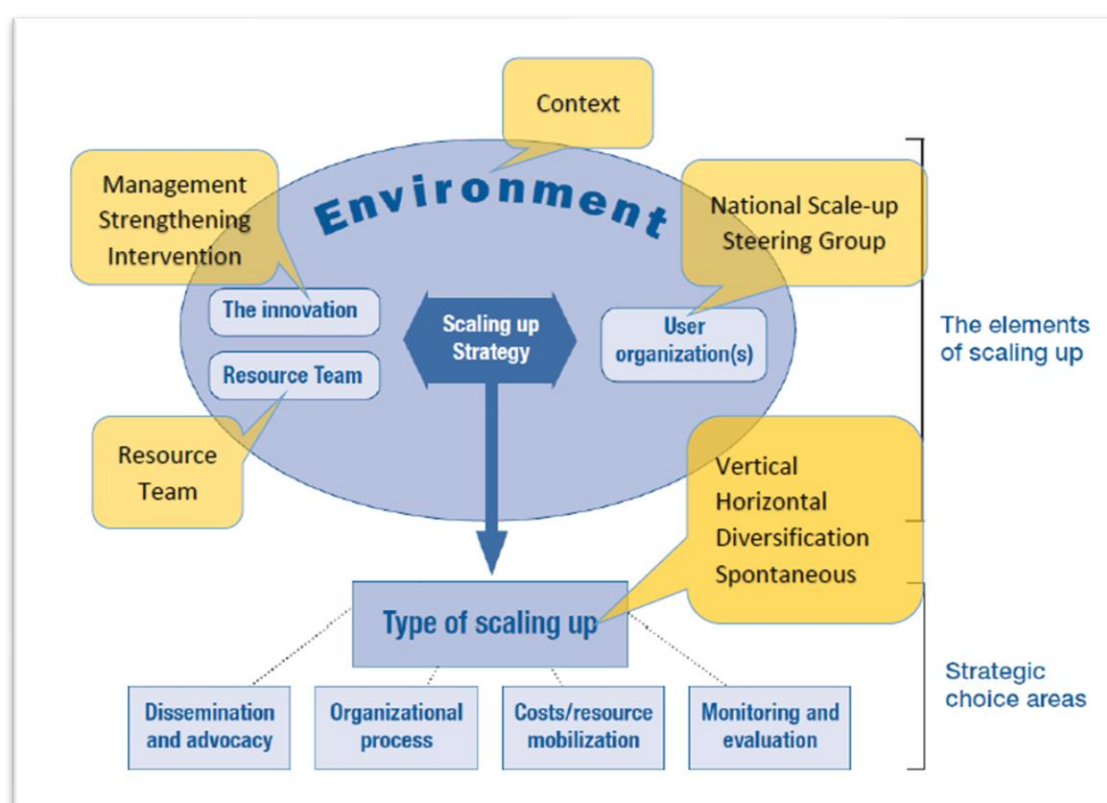 Context
Environment
Management
Strengthening
Intervention
National Scale-up
Steering Group
The innovation
Resource Team
Scaling up
Strategy
User
organization(s)
The elements
of scaling up
Resource
Team
Vertical
Horizontal
Diversification
Spontaneous
Type of scaling up
Strategic
choice areas
Dissemination
and advocacy
Organizational
process
Costs/resource
mobilization
Monitoring and
evaluation